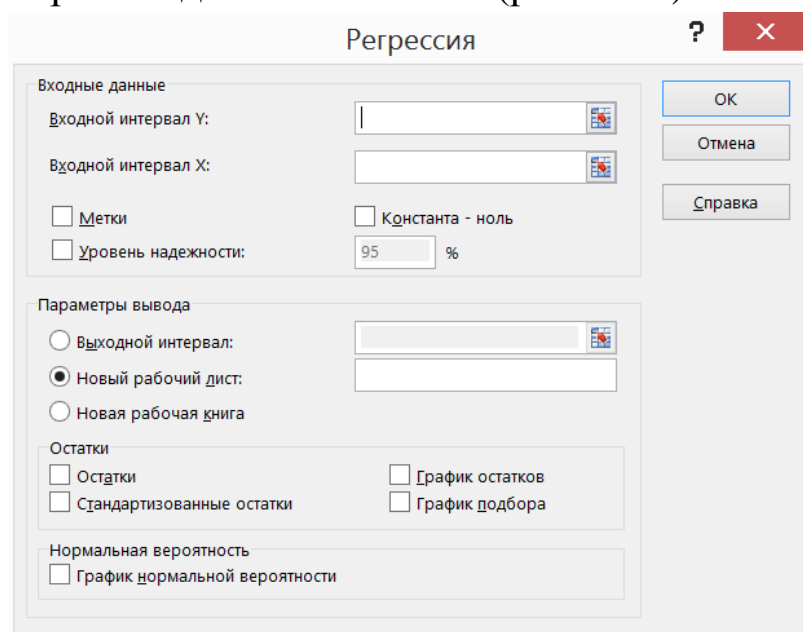 Регрессия ?
Входные данные
Входной интервал Y:
Входной интервал X:
Метки
Константа - ноль
Уровень надежности: 95 %
OK
Отмена
Справка
Параметры вывода
Выходной интервал:
Новый рабочий лист:
Новая рабочая книга
Остатки
Остатки
График остатков
Стандартизованные остатки
График подбора
Нормальная вероятность
График нормальной вероятности